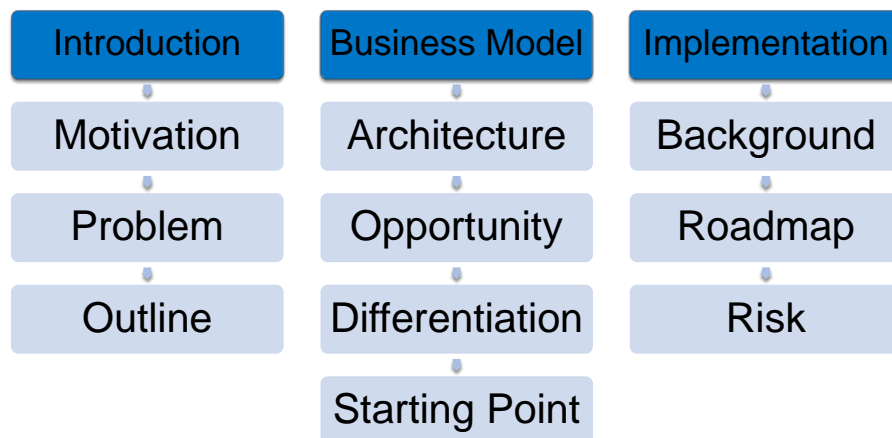 Introduction
Motivation
Problem
Outline
Business Model
Architecture
Opportunity
Differentiation
Starting Point
Implementation
Background
Roadmap
Risk